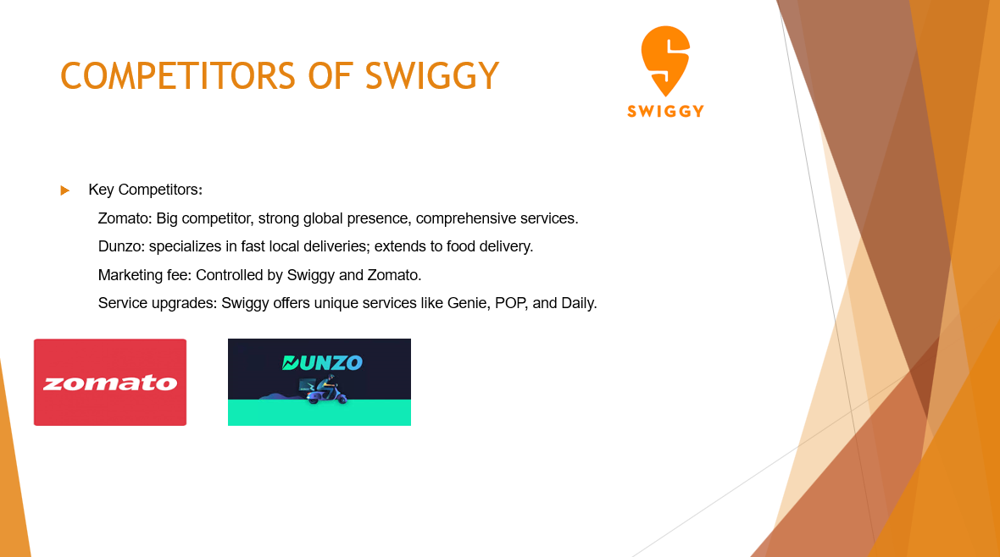 COMPETITORS OF SWIGGY
SWIGGY
Key Competitors:
Zomato: Big competitor, strong global presence, comprehensive services.
Dunzo: specializes in fast local deliveries; extends to food delivery.
Marketing fee: Controlled by Swiggy and Zomato.
Service upgrades: Swiggy offers unique services like Genie, POP, and Daily.
zomato
DUNZO